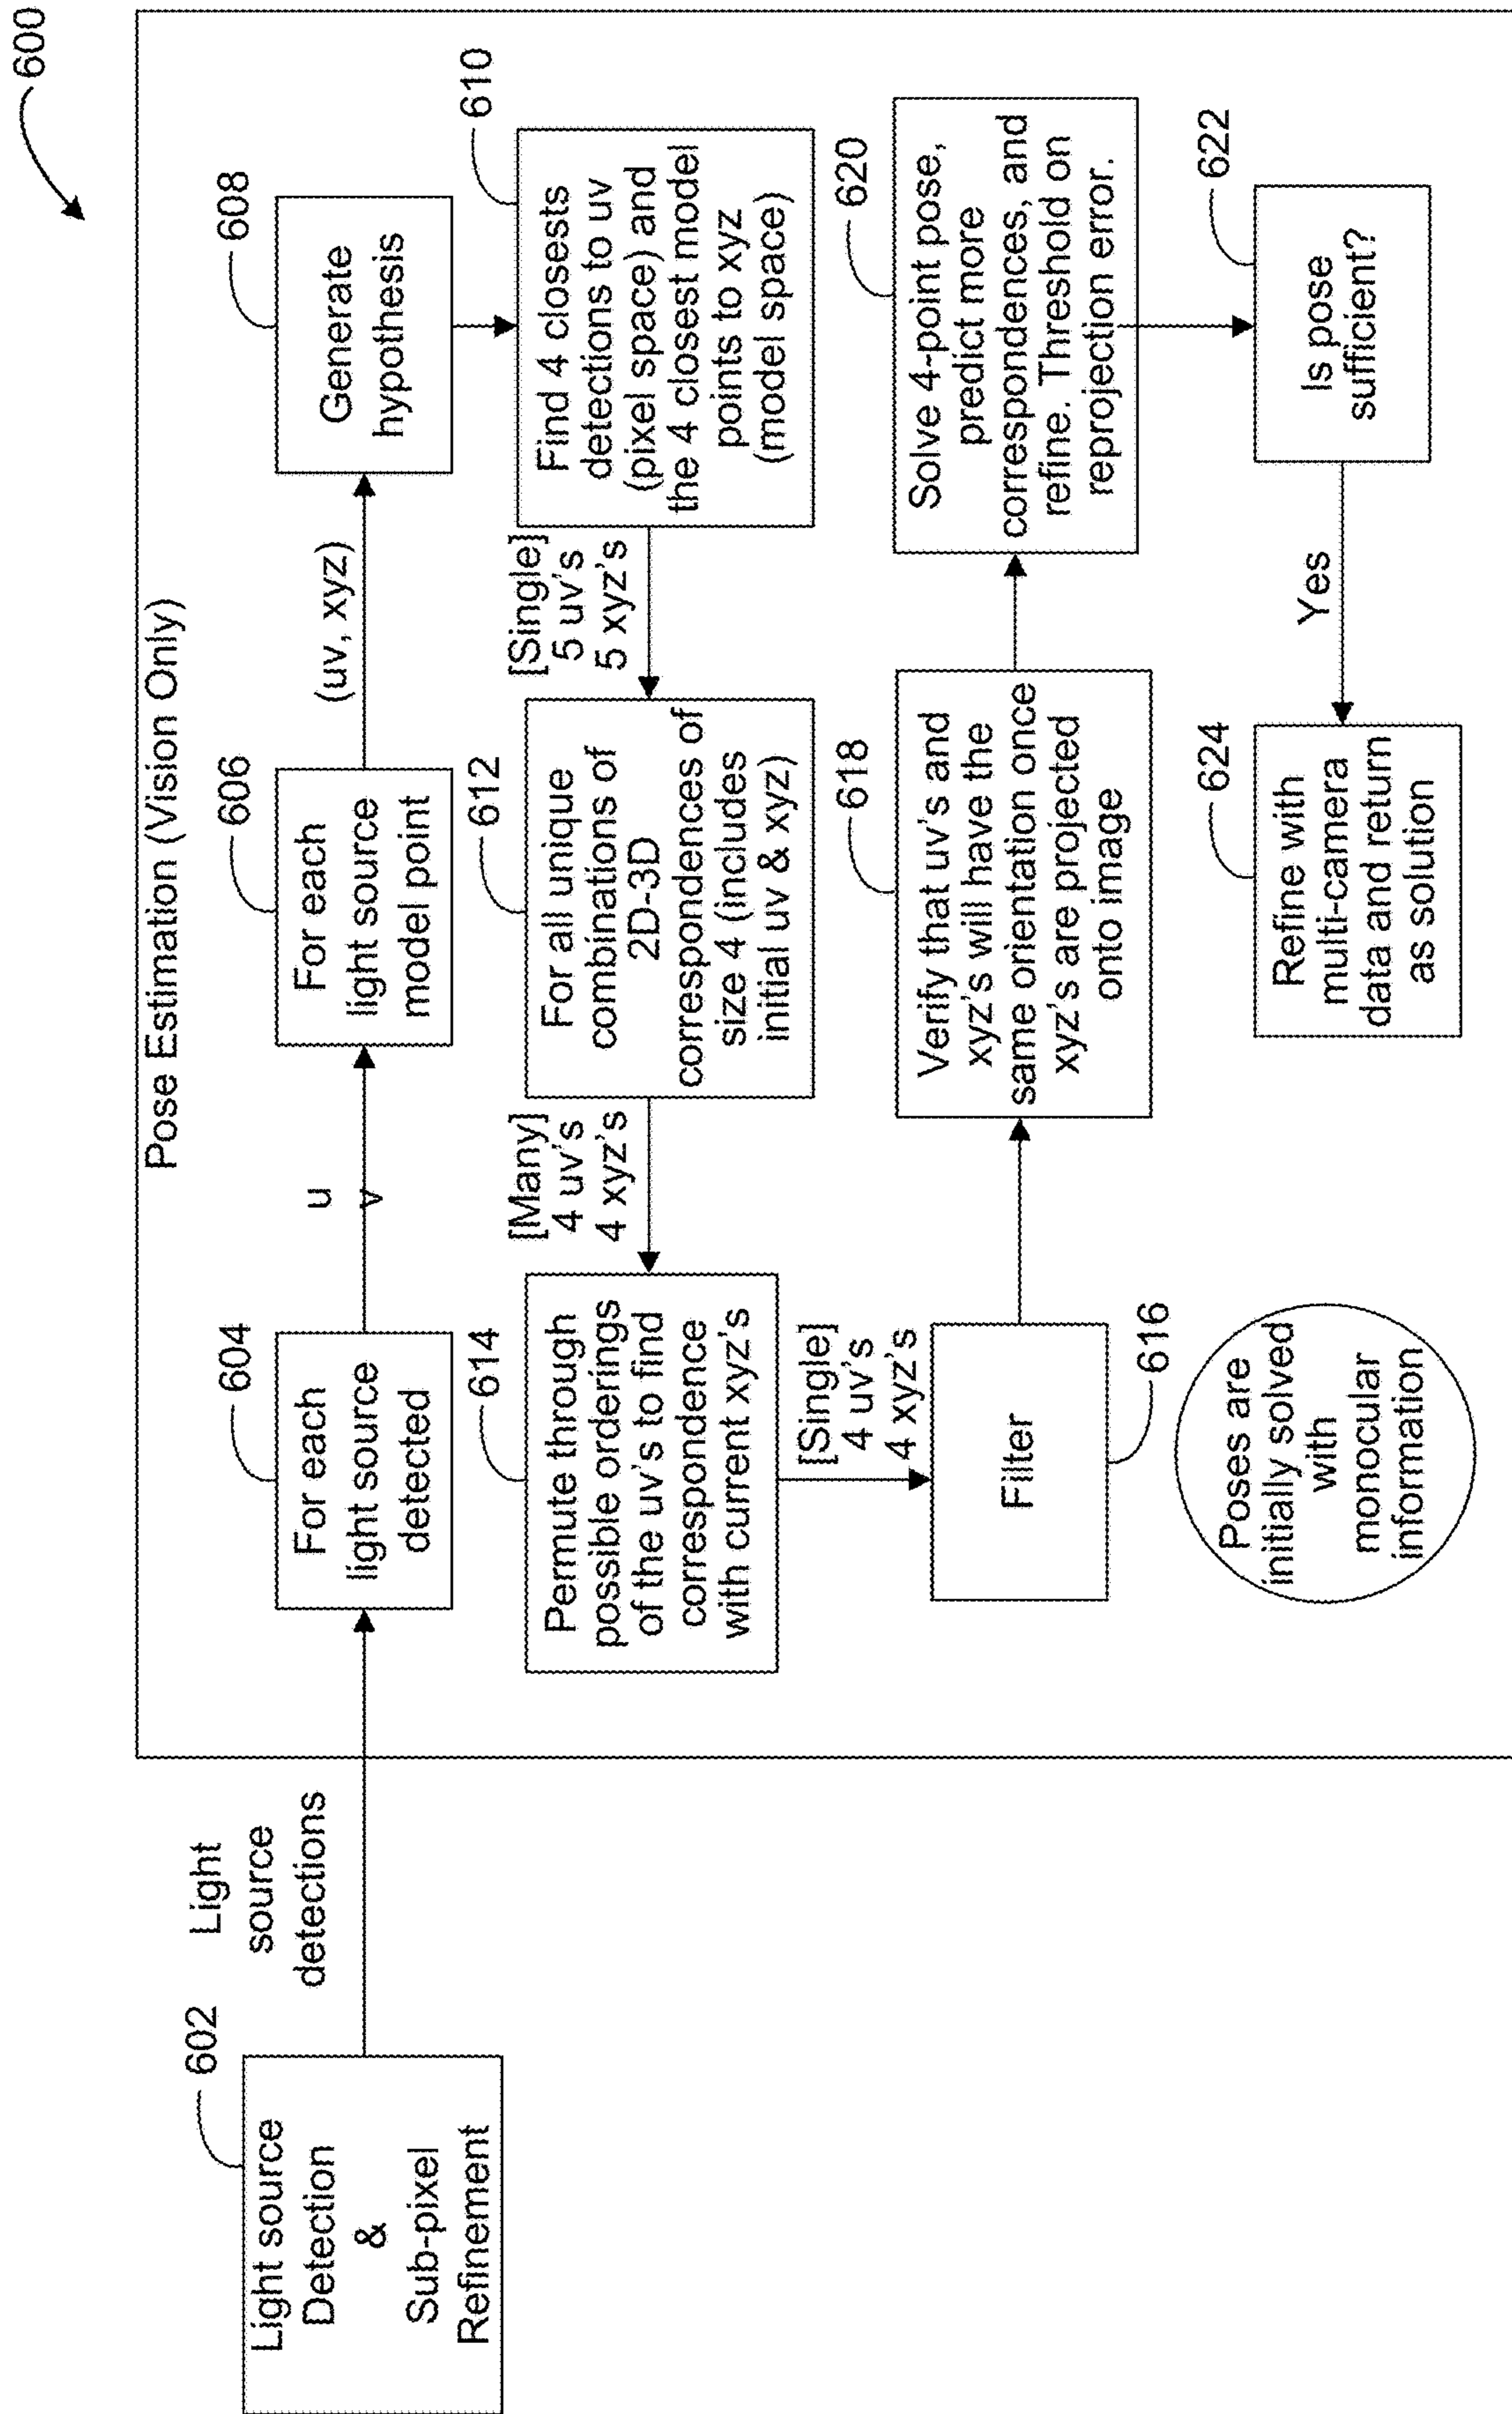 600
Pose Estimation (Vision Only)
602
Light source
Detection
&
Sub-pixel
Refinement
Light
source
detections
604
For each
light source
detected
u
v
606
For each
light source
model point
(uv, xyz)
608
Generate
hypothesis
610
Find 4 closests
detections to uv
(pixel space) and
the 4 closest model
points to xyz
(model space)
[Single]
5 uv's
5 xyz's
612
For all unique
combinations of
2D-3D
correspondences of
size 4 (includes
initial uv & xyz)
[Many]
4 uv's
4 xyz's
614
Permute through
possible orderings
of the uv's to find
correspondence
with current xyz's
[Single]
4 uv's
4 xyz's
Filter
616
618
Verify that uv's and
xyz's will have the
same orientation once
xyz's are projected
onto image
620
Solve 4-point pose,
predict more
correspondences, and
refine. Threshold on
reprojection error.
622
Is pose
sufficient?
Yes
624
Refine with
multi-camera
data and return
as solution
Poses are
initially solved
with
monocular
information